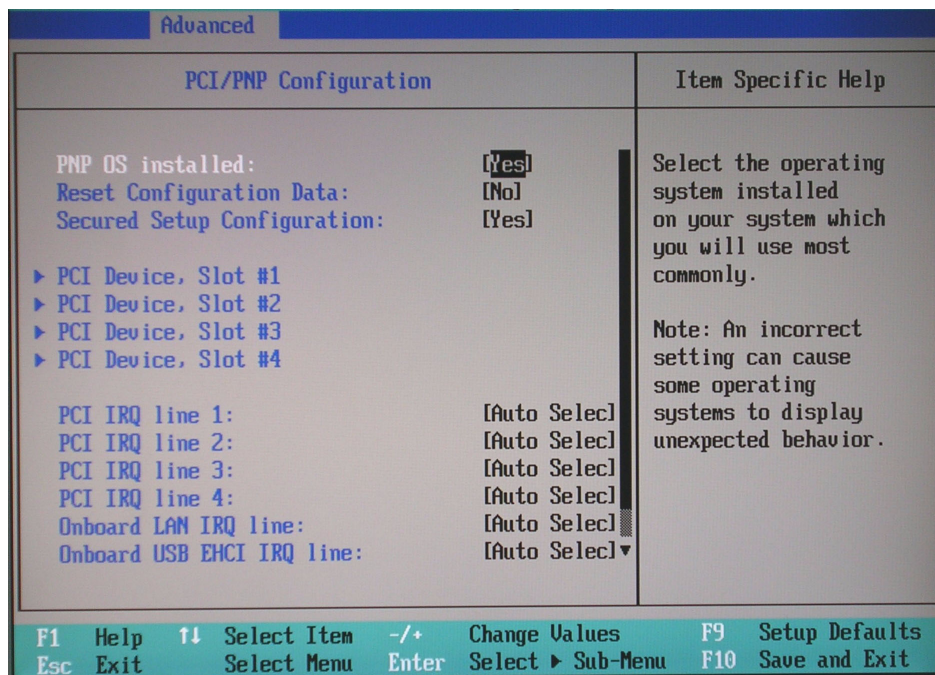 Advanced
PCI/PNP Configuration
Item Specific Help
PNP OS installed: [Yes]
Reset Configuration Data: [No]
Secured Setup Configuration: [Yes]
PCI Device, Slot #1
PCI Device, Slot #2
PCI Device, Slot #3
PCI Device, Slot #4
PCI IRQ line 1: [Auto Selec]
PCI IRQ line 2: [Auto Selec]
PCI IRQ line 3: [Auto Selec]
PCI IRQ line 4: [Auto Selec]
Onboard LAN IRQ line: [Auto Selec]
Onboard USB EHCI IRQ line: [Auto Selec]
Select the operating
system installed
on your system which
you will use most
commonly.
Note: An incorrect
setting can cause
some operating
systems to display
unexpected behavior.
F1 Help ↑↓ Select Item -/+ Change Values F9 Setup Defaults
Esc Exit Select Menu Enter Select ▶ Sub-Menu F10 Save and Exit